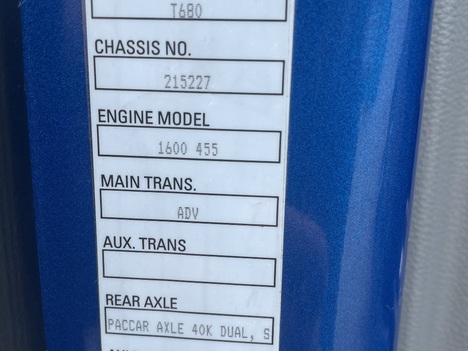 T680
CHASSIS NO.
215227
ENGINE MODEL
1600 455
MAIN TRANS.
ADV
AUX. TRANS
REAR AXLE
PACCAR AXLE 40K DUAL, S